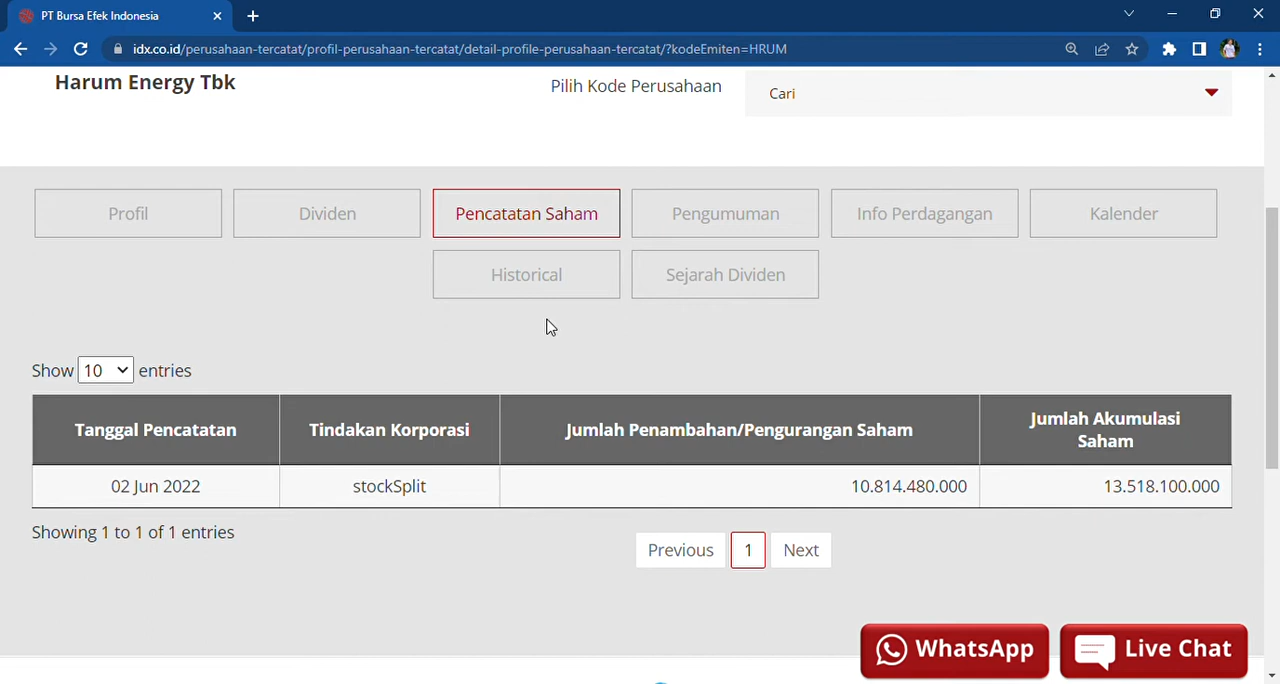 PT Bursa Efek Indonesia
idx.co.id/perusahaan-tercatat/profil-perusahaan-tercatat/detail-profile-perusahaan-tercatat/?kodeEmiten=HRUM
Harum Energy Tbk
Pilih Kode Perusahaan
Cari
Profil
Dividen
Pencatatan Saham
Pengumuman
Info Perdagangan
Kalender
Historical
Sejarah Dividen
Show 10 entries
Tanggal Pencatatan
Tindakan Korporasi
Jumlah Penambahan/Pengurangan Saham
Jumlah Akumulasi
Saham
02 Jun 2022
stockSplit
10.814.480.000
13.518.100.000
Showing 1 to 1 of 1 entries
Previous
1
Next
WhatsApp
Live Chat